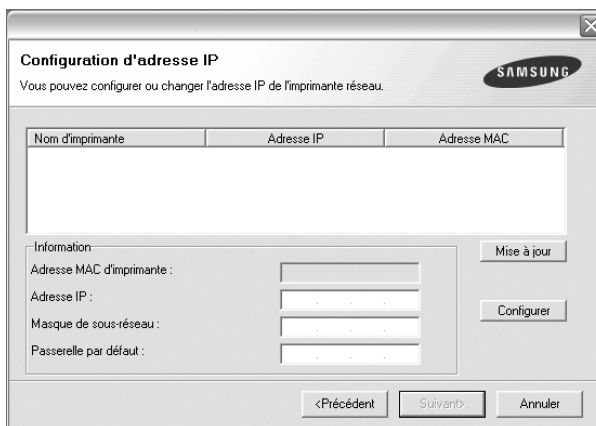 Configuration d'adresse IP
Vous pouvez configurer ou changer l'adresse IP de l'imprimante réseau.
SAMSUNG
Nom d'imprimante Adresse IP Adresse MAC
Information
Adresse MAC d'imprimante :
Adresse IP :
Masque de sous-réseau :
Passerelle par défaut :
Mise à jour
Configurer
<Précédent Suivant> Annuler